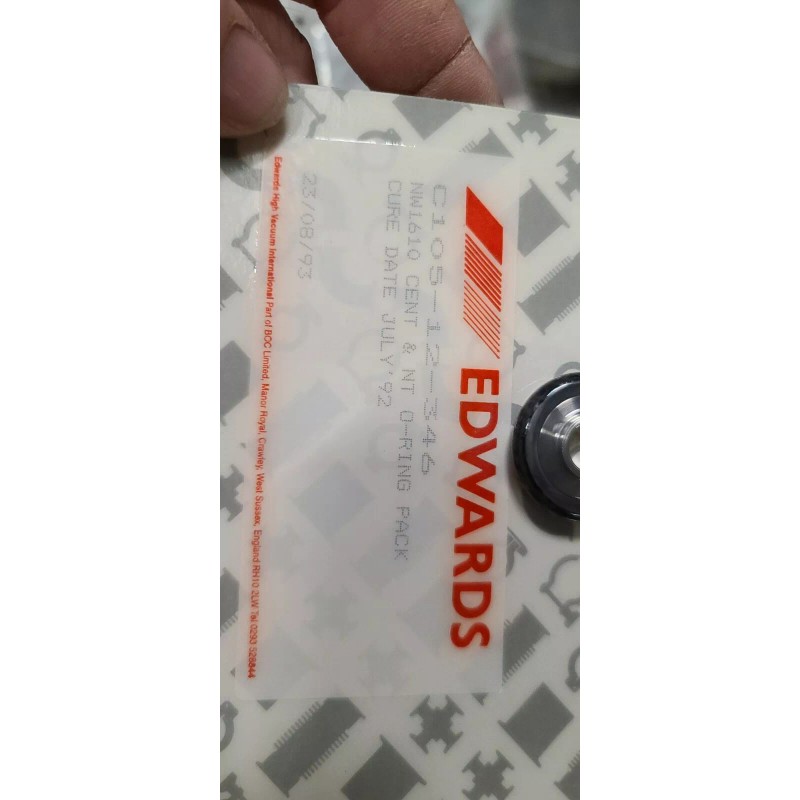 EDWARDS
C105-12-346
NW1610 CENT & NT O-RING PACK
CURE DATE JULY'92
23/08/93
Edwards High Vacuum International Part of BOC Limited, Manor Royal, Crawley, West Sussex, England RH10 2LW Tel 0293 528844